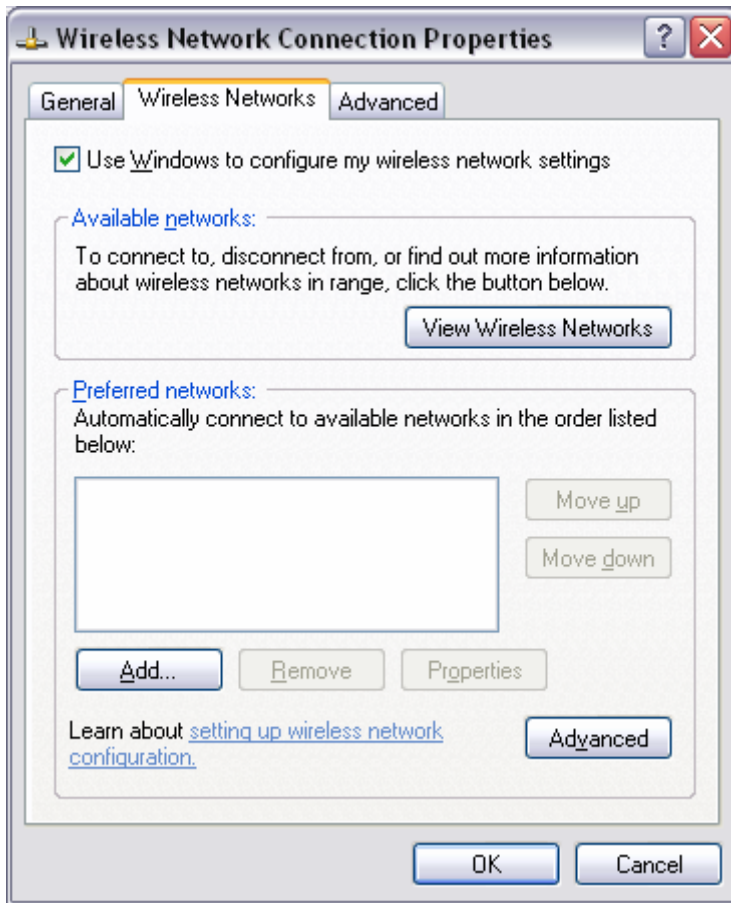 Wireless Network Connection Properties
General
Wireless Networks
Advanced
Use Windows to configure my wireless network settings
Available networks:
To connect to, disconnect from, or find out more information
about wireless networks in range, click the button below.
View Wireless Networks
Preferred networks:
Automatically connect to available networks in the order listed
below:
Move up
Move down
Add...
Remove
Properties
Learn about setting up wireless network
configuration.
Advanced
OK
Cancel